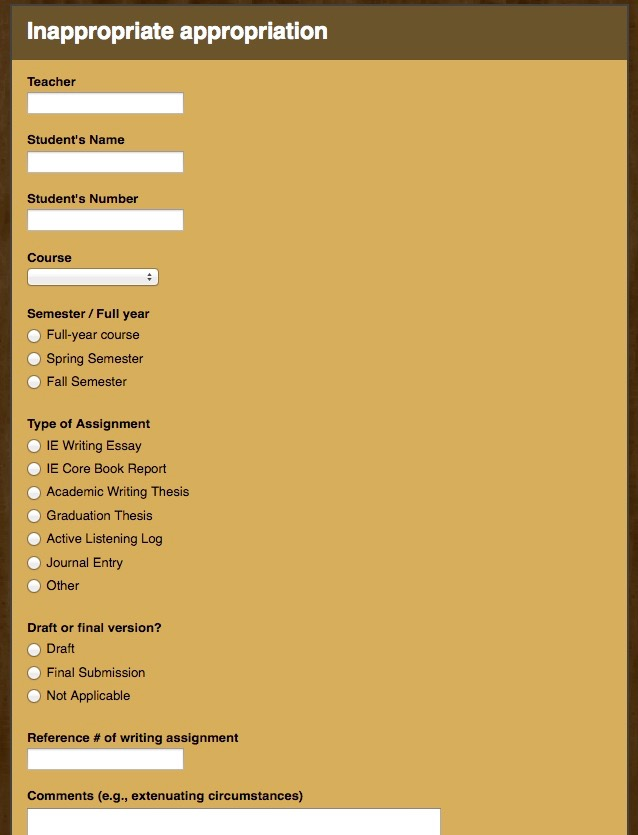 Inappropriate appropriation
Teacher
Student's Name
Student's Number
Course
Semester / Full year
Full-year course
Spring Semester
Fall Semester
Type of Assignment
IE Writing Essay
IE Core Book Report
Academic Writing Thesis
Graduation Thesis
Active Listening Log
Journal Entry
Other
Draft or final version?
Draft
Final Submission
Not Applicable
Reference # of writing assignment
Comments (e.g., extenuating circumstances)